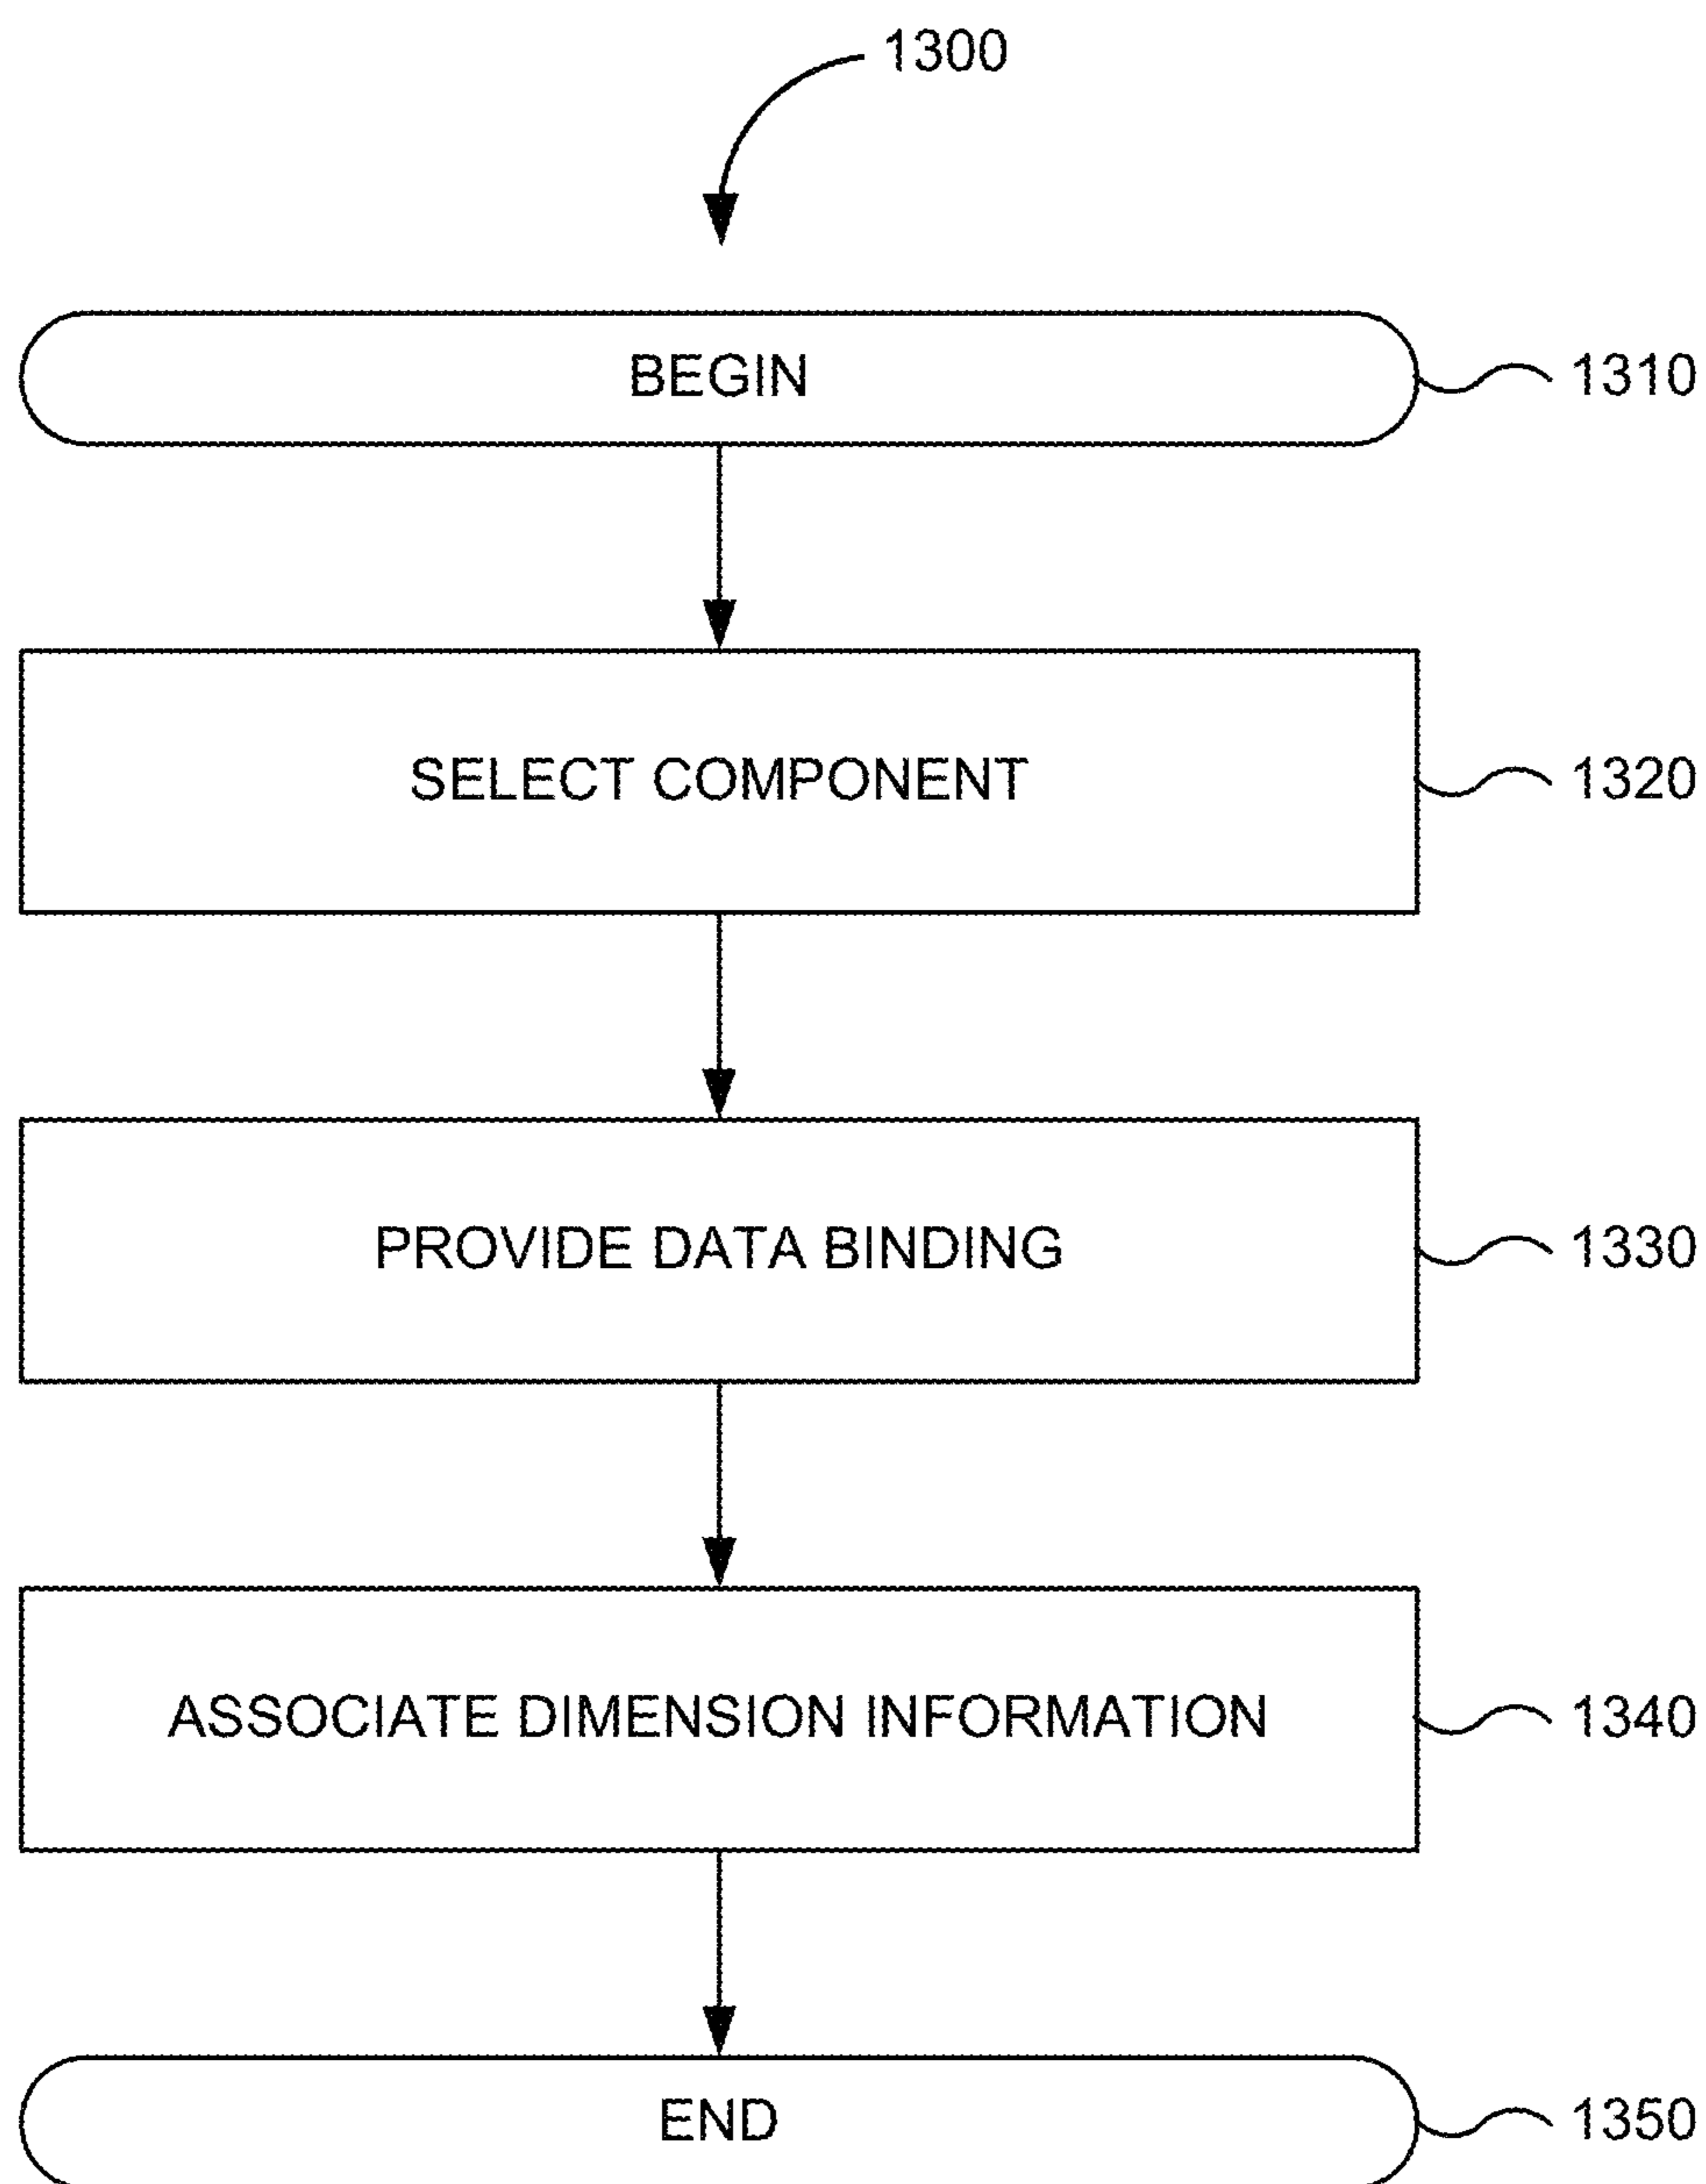 1300
BEGIN
1310
SELECT COMPONENT
1320
PROVIDE DATA BINDING
1330
ASSOCIATE DIMENSION INFORMATION
1340
END
1350